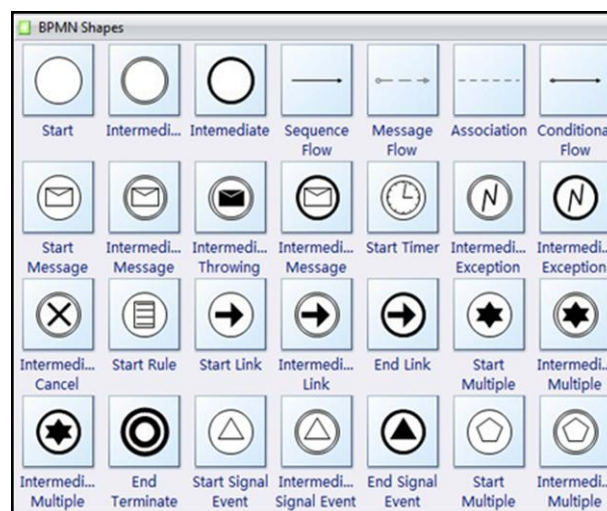 BPMN Shapes
Start Intermedi... Intemediate Sequence Flow Message Flow Association Conditiona Flow
Start Message Intermedi... Message Intermedi... Throwing Intermedi... Message Start Timer Intermedi... Exception Intermedi.. Exception
Intermedi... Cancel Start Rule Start Link Intermedi... Link End Link Start Multiple Intermedi.. Multiple
Intermedi... Multiple End Terminate Start Signal Event Intermedi... Signal Event End Signal Event Start Multiple Intermedi.. Multiple